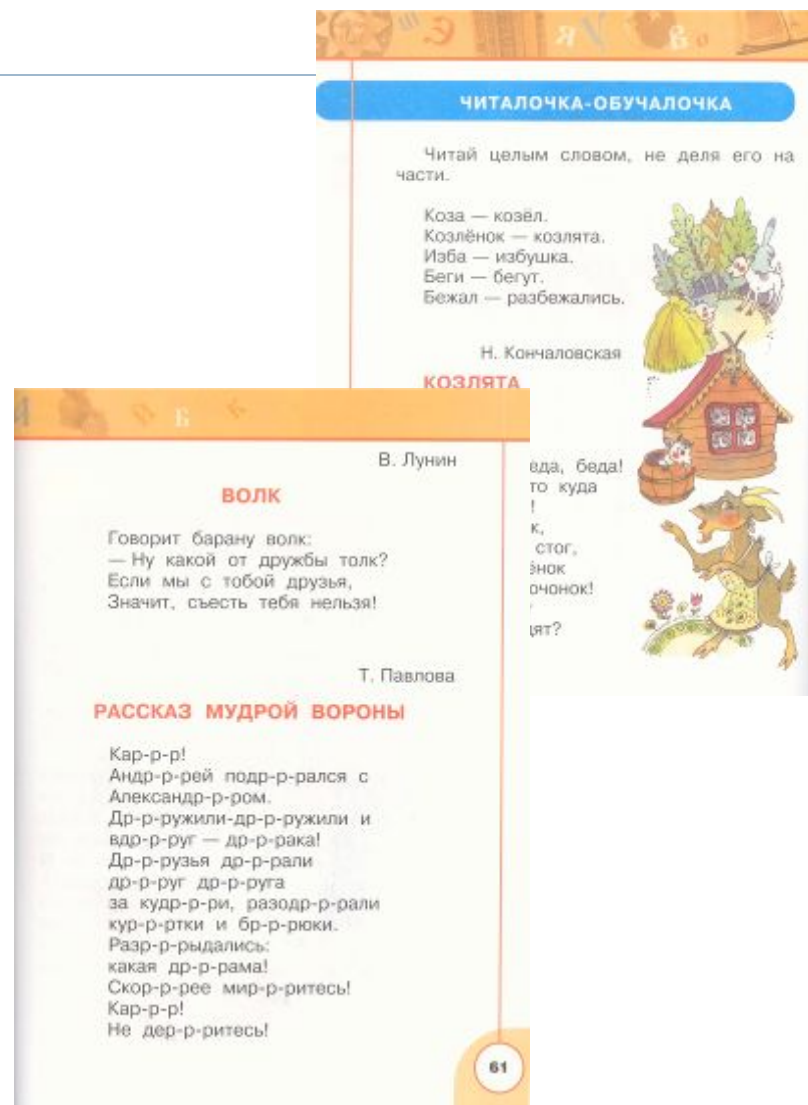 ЧИТАЛОЧКА-ОБУЧАЛОЧКА
Читай целым словом, не деля его на
части.
Коза — козёл.
Козлёнок — козлята.
Изба — избушка.
Беги — бегут.
Бежал — разбежались.
Н. Кончаловская
КОЗЛЯТА
беда!
куда
!
стог,
?
В. Лунин
ВОЛК
Говорит барану волк:
— Ну какой от дружбы толк?
Если мы с тобой друзья,
Значит, съесть тебя нельзя!
Т. Павлова
РАССКАЗ МУДРОЙ ВОРОНЫ
Кар-р-р!
Андр-р-рей подр-р-рался с
Александр-р-ром.
Др-р-ружили-др-р-ружили и
вдр-р-руг — др-р-рака!
Др-р-рузья др-р-рали
др-р-руг др-р-руга
за кудр-р-ри, разодр-р-рали
кур-р-ртки и бр-р-рюки.
Разр-р-рыдались:
какая др-р-рама!
Скор-р-рее мир-р-ритесь!
Кар-р-р!
Не дер-р-ритесь!
61